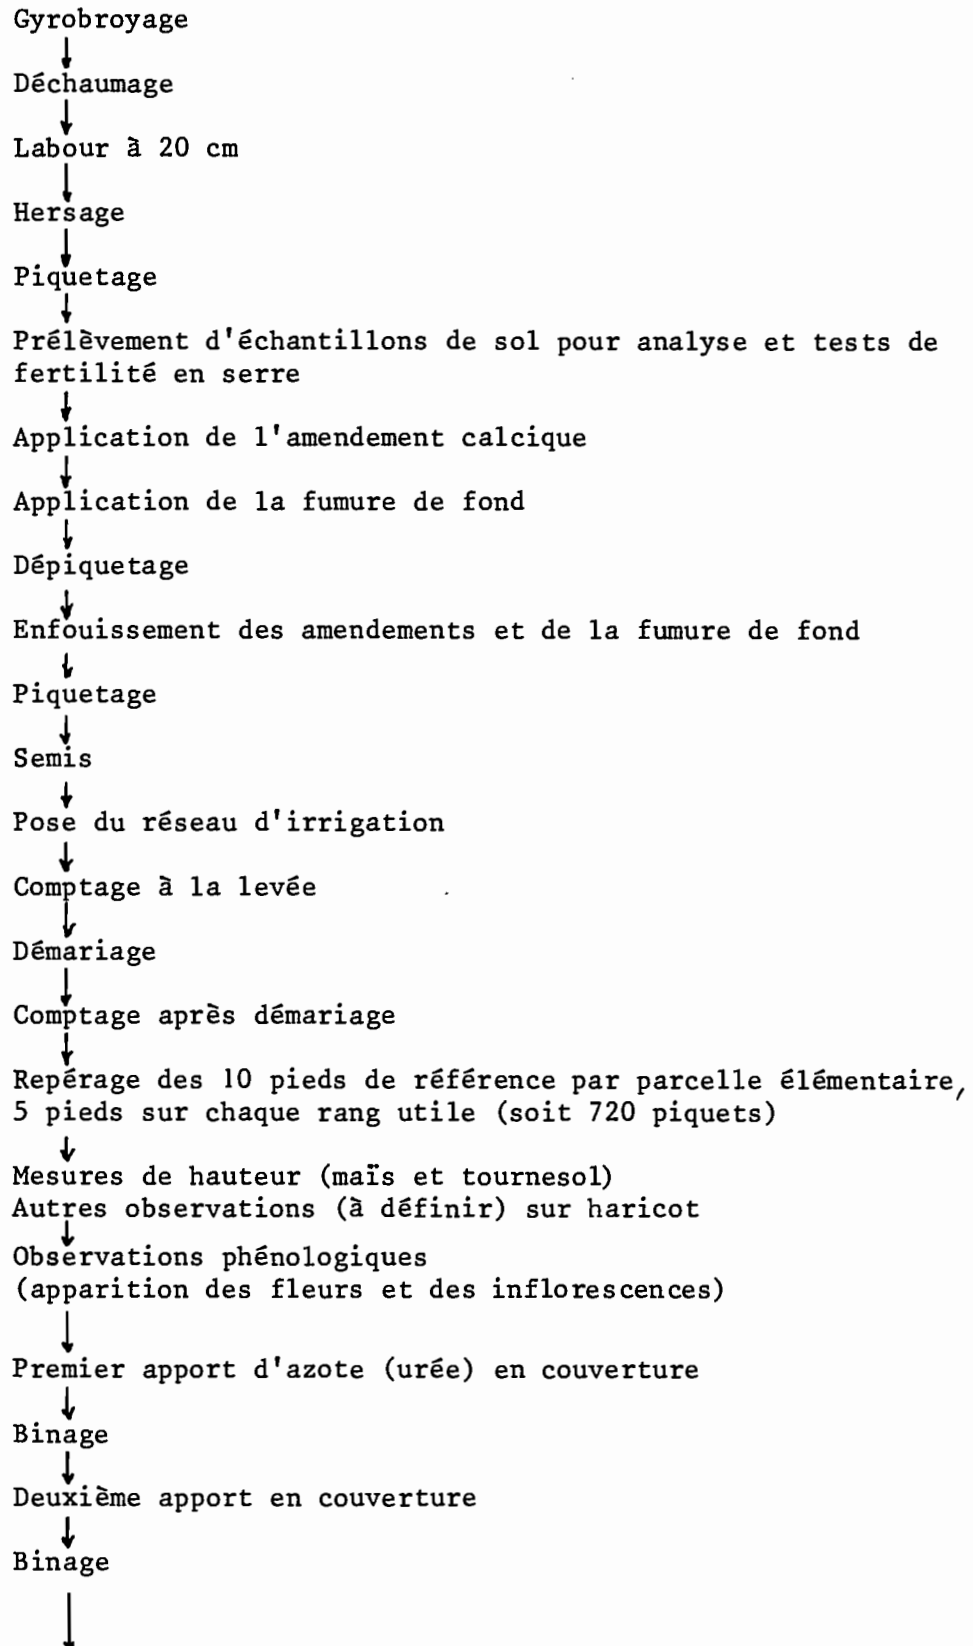 Gyrobroyage
Déchaumage
Labour à 20 cm
Hersage
Piquetage
Prélèvement d'échantillons de sol pour analyse et tests de
fertilité en serre
Application de l'amendement calcique
Application de la fumure de fond
Dépiquetage
Enfouissement des amendements et de la fumure de fond
Piquetage
Semis
Pose du réseau d'irrigation
Comptage à la levée
Démariage
Comptage après démariage
Repérage des 10 pieds de référence par parcelle élémentaire,
5 pieds sur chaque rang utile (soit 720 piquets)
Mesures de hauteur (maïs et tournesol)
Autres observations (à définir) sur haricot
Observations phénologiques
(apparition des fleurs et des inflorescences)
Premier apport d'azote (urée) en couverture
Binage
Deuxième apport en couverture
Binage